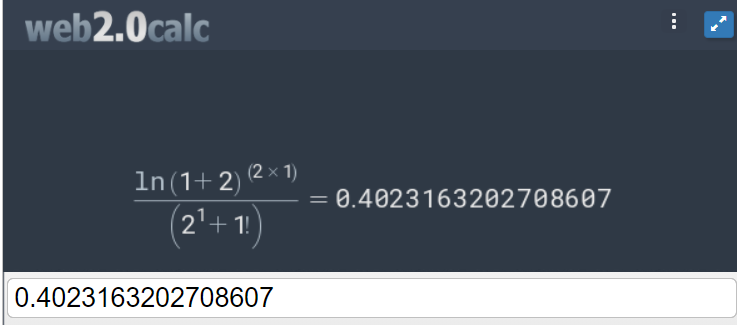 web2.0calc
ln(1+2)^(2×1)/(2^1+1!) = 0.4023163202708607
0.4023163202708607